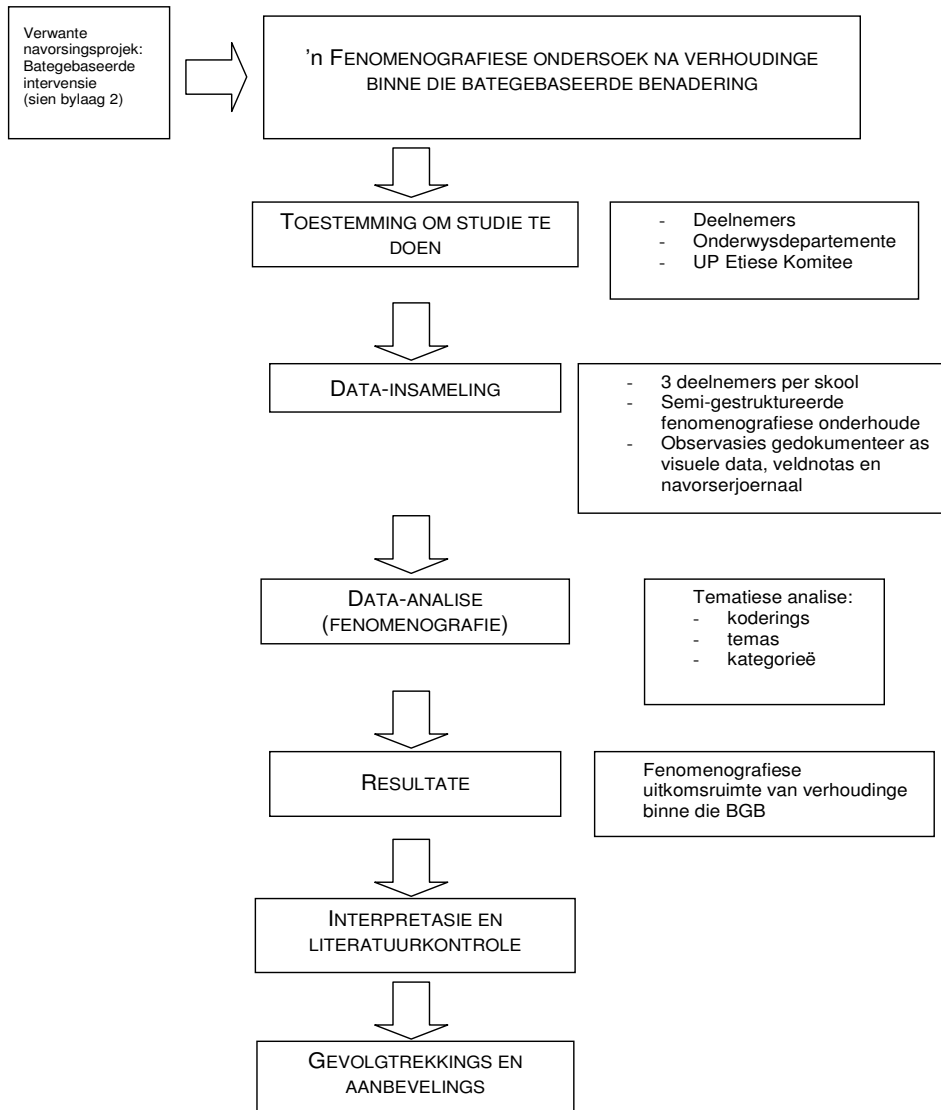 Verwante
navorsingsprojek:
Bategebaseerde
intervensie
(sien bylaag 2)
’n FENOMENOGRAFIESE ONDERSOEK NA VERHOUDINGE
BINNE DIE BATEGEBASEERDE BENADERING
TOESTEMMING OM STUDIE TE
DOEN
- Deelnemers
- Onderwysdepartemente
- UP Etiese Komitee
DATA-INSAMELING
- 3 deelnemers per skool
- Semi-gestruktureerde
fenomenografiese onderhoude
- Observasies gedokumenteer as
visuele data, veldnotas en
navorserjoernaal
DATA-ANALISE
(FENOMENOGRAFIE)
Tematiese analise:
- koderings
- temas
- kategorieë
RESULTATE
Fenomenografiese
uitkomsruimte van verhoudinge
binne die BGB
INTERPRETASIE EN
LITERATUURKONTROLE
GEVOLGTREKKINGS EN
AANBEVELINGS